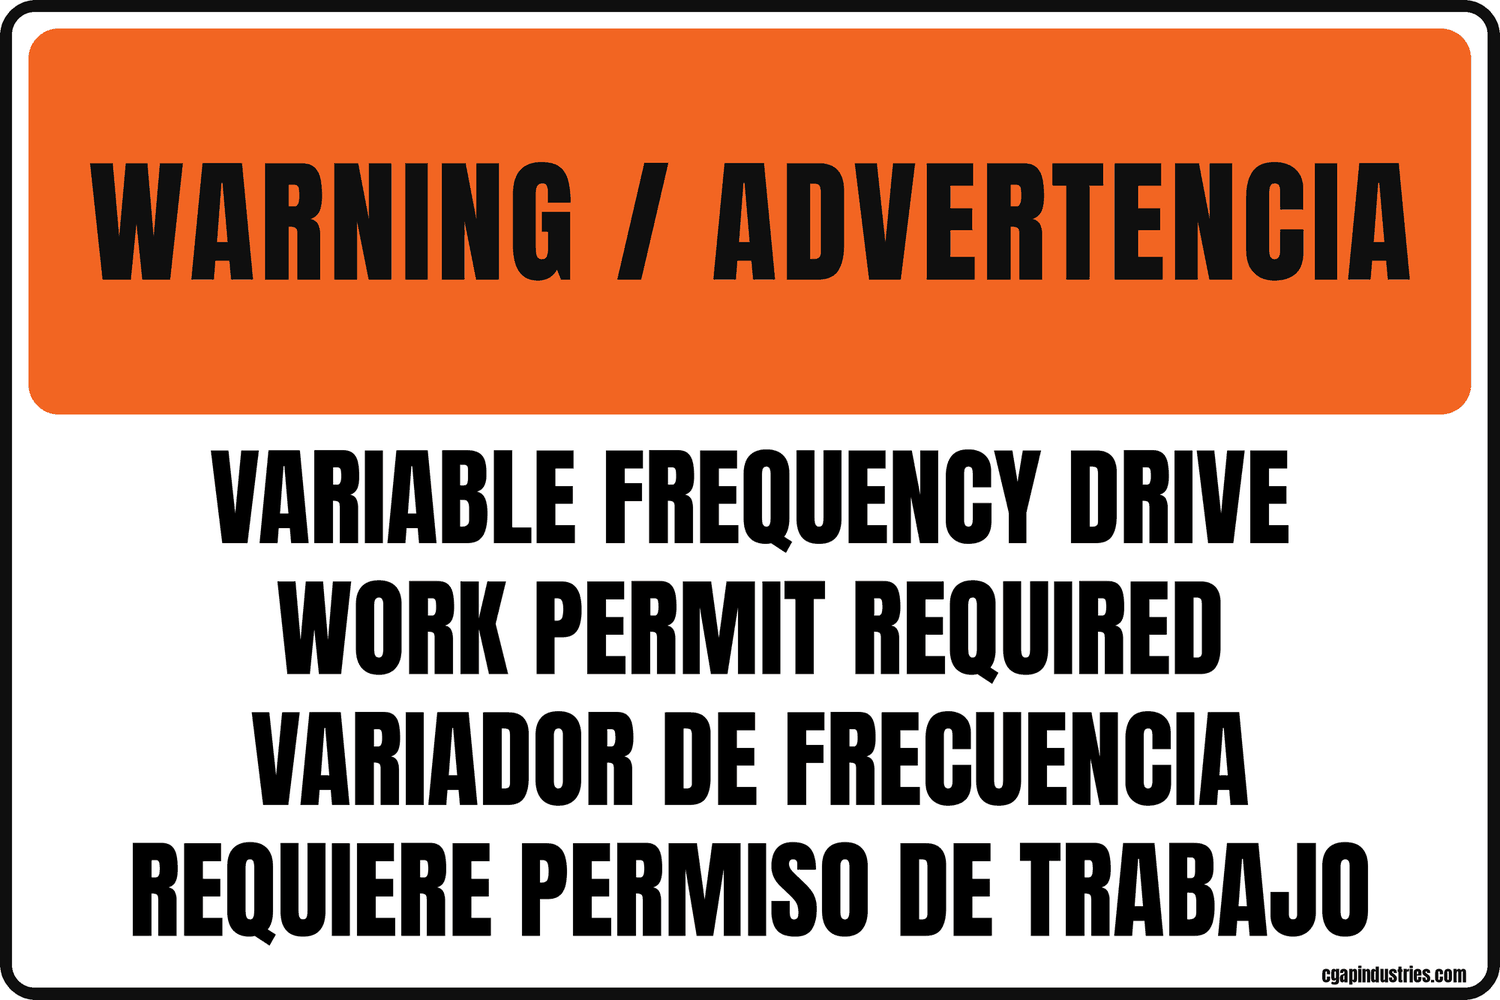 WARNING / ADVERTENCIA
VARIABLE FREQUENCY DRIVE
WORK PERMIT REQUIRED
VARIADOR DE FRECUENCIA
REQUIERE PERMISO DE TRABAJO
cgapindustries.com